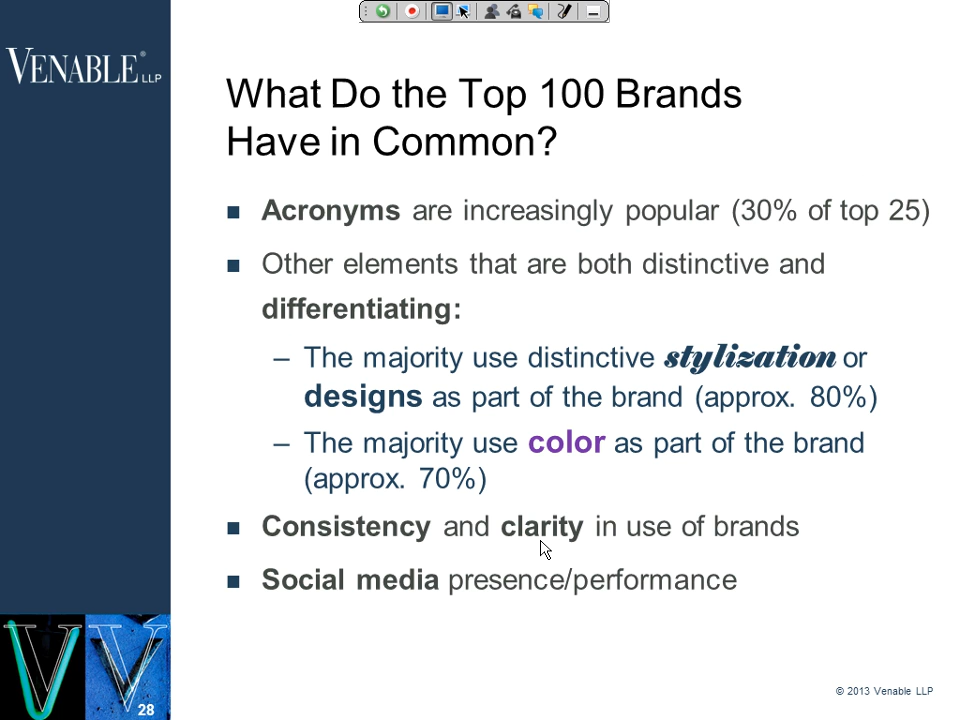 VENABLE® LLP
What Do the Top 100 Brands
Have in Common?
■ Acronyms are increasingly popular (30% of top 25)
■ Other elements that are both distinctive and
differentiating:
– The majority use distinctive stylization or
designs as part of the brand (approx. 80%)
– The majority use color as part of the brand
(approx. 70%)
■ Consistency and clarity in use of brands
■ Social media presence/performance
28
© 2013 Venable LLP